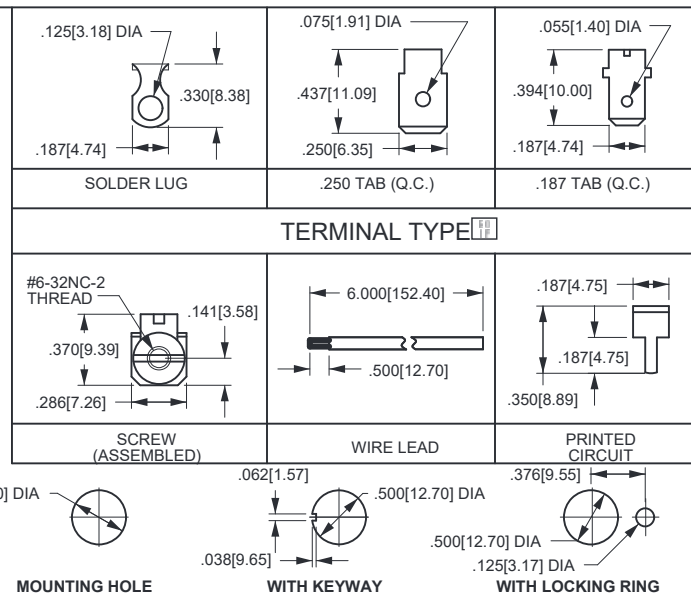 .125[3.18] DIA
.330[8.38]
.187[4.74]
SOLDER LUG
.075[1.91] DIA
.437[11.09]
.250[6.35]
.250 TAB (Q.C.)
.055[1.40] DIA
.394[10.00]
.187[4.74]
.187 TAB (Q.C.)
TERMINAL TYPE
#6-32NC-2
THREAD
.141[3.58]
.370[9.39]
.286[7.26]
SCREW
(ASSEMBLED)
6.000[152.40]
.500[12.70]
WIRE LEAD
.187[4.75]
.187[4.75]
.350[8.89]
PRINTED
CIRCUIT
] DIA
MOUNTING HOLE
.062[1.57]
.500[12.70] DIA
.038[9.65]
WITH KEYWAY
.376[9.55]
.500[12.70] DIA
.125[3.17] DIA
WITH LOCKING RING